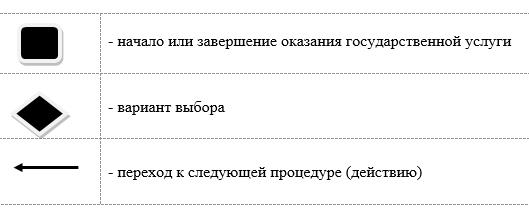 - начало или завершение оказания государственной услуги
- вариант выбора
- переход к следующей процедуре (действию)